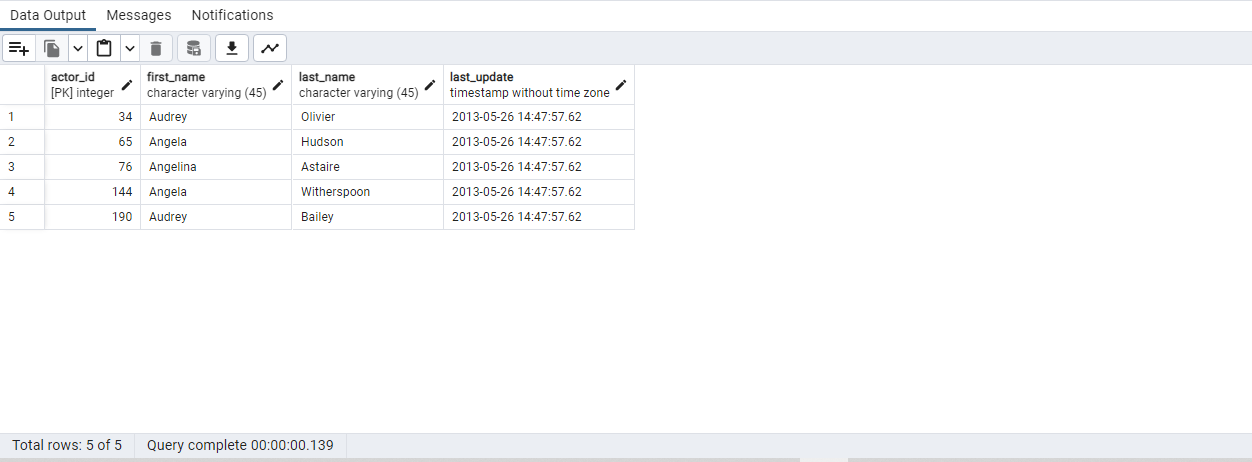 Data Output Messages Notifications
actor_id first_name last_name last_update
[PK] integer character varying (45) character varying (45) timestamp without time zone
1 34 Audrey Olivier 2013-05-26 14:47:57.62
2 65 Angela Hudson 2013-05-26 14:47:57.62
3 76 Angelina Astaire 2013-05-26 14:47:57.62
4 144 Angela Witherspoon 2013-05-26 14:47:57.62
5 190 Audrey Bailey 2013-05-26 14:47:57.62
Total rows: 5 of 5 Query complete 00:00:00.139